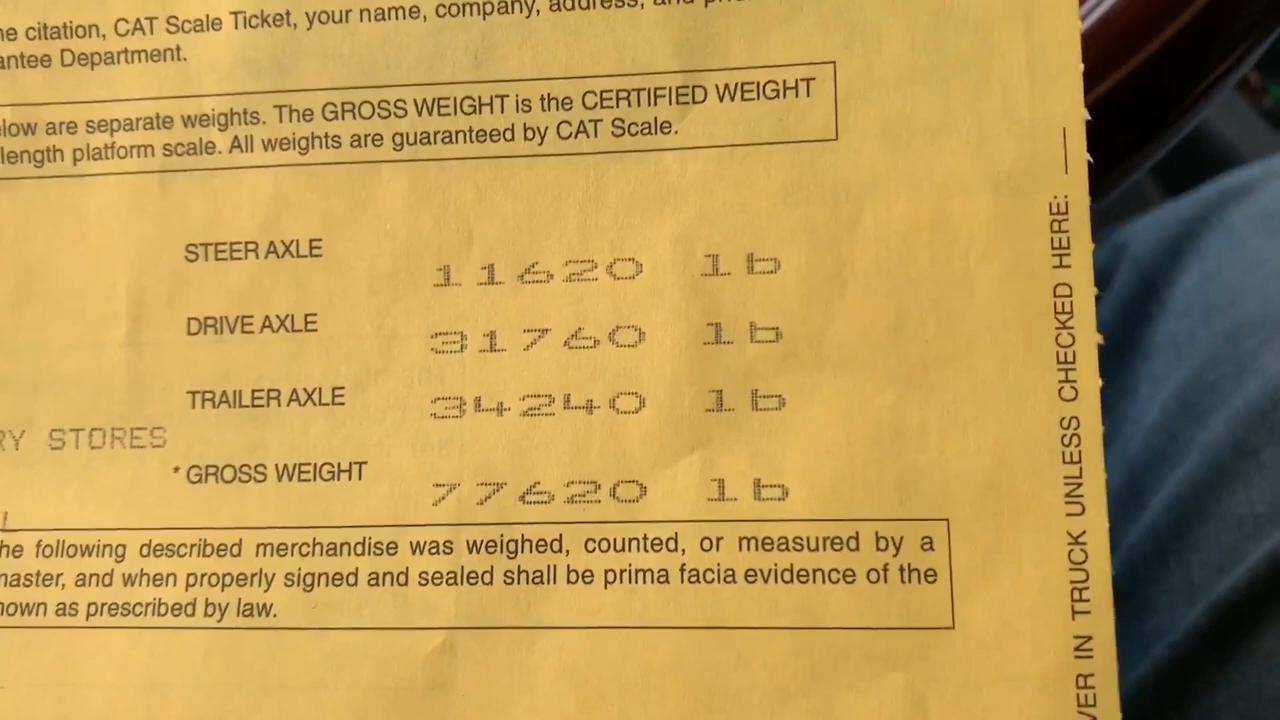 he citation, CAT Scale Ticket, your name, company, address, and
antee Department.
low are separate weights. The GROSS WEIGHT is the CERTIFIED WEIGHT
length platform scale. All weights are guaranteed by CAT Scale.
STEER AXLE 11620 lb
DRIVE AXLE 31760 lb
TRAILER AXLE 34240 lb
RY STORES
* GROSS WEIGHT 77620 lb
he following described merchandise was weighed, counted, or measured by a
master, and when properly signed and sealed shall be prima facia evidence of the
hown as prescribed by law.
VER IN TRUCK UNLESS CHECKED HERE: